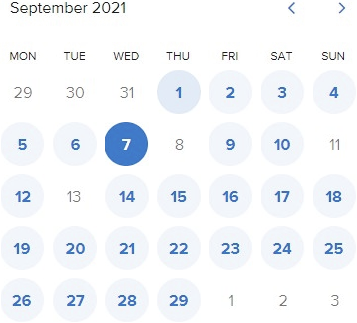 September 2021
MON TUE WED THU FRI SAT SUN
29 30 31 1 2 3 4
5 6 7 8 9 10 11
12 13 14 15 16 17 18
19 20 21 22 23 24 25
26 27 28 29 1 2 3